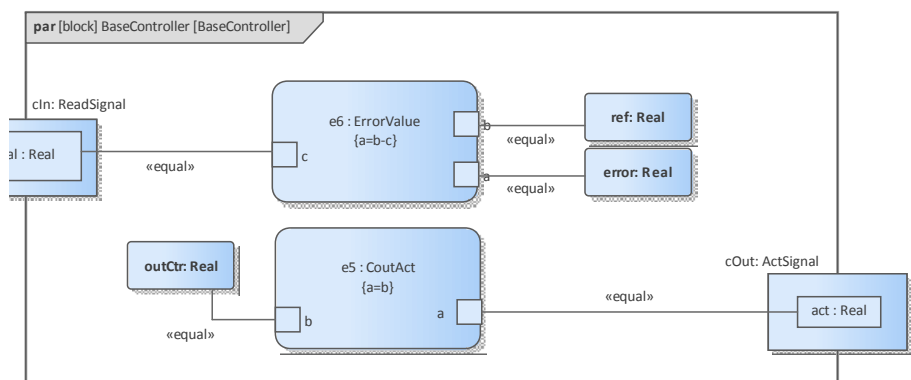 par [block] BaseController [BaseController]
cIn: ReadSignal
al : Real
«equal»
e6 : ErrorValue
{a=b-c}
c
b
a
«equal»
«equal»
ref: Real
error: Real
outCtr: Real
«equal»
e5 : CoutAct
{a=b}
b
a
«equal»
cOut: ActSignal
act : Real